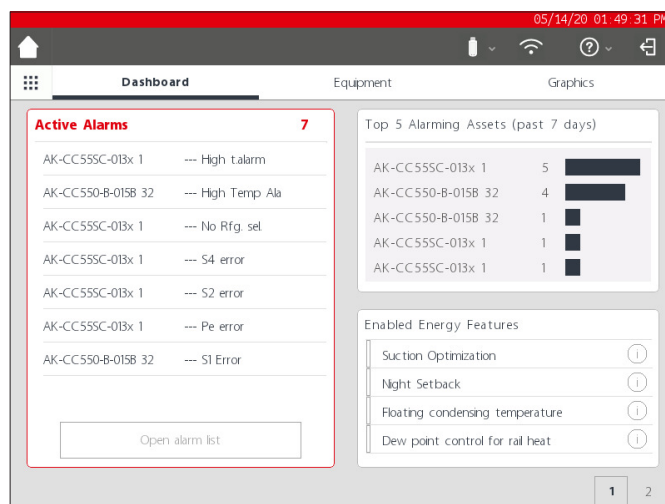 05/14/20 01:49:31 PM
Dashboard Equipment Graphics
Active Alarms 7
AK-CC55SC-013x 1 --- High t.alarm
AK-CC550-B-015B 32 --- High Temp Ala
AK-CC55SC-013x 1 --- No Rfg. sel.
AK-CC55SC-013x 1 --- S4 error
AK-CC55SC-013x 1 --- S2 error
AK-CC55SC-013x 1 --- Pe error
AK-CC550-B-015B 32 --- S1 Error
Open alarm list
Top 5 Alarming Assets (past 7 days)
AK-CC55SC-013x 1 5
AK-CC550-B-015B 32 4
AK-CC550-B-015B 32 1
AK-CC55SC-013x 1 1
AK-CC55SC-013x 1 1
Enabled Energy Features
Suction Optimization
Night Setback
Floating condensing temperature
Dew point control for rail heat
1 2